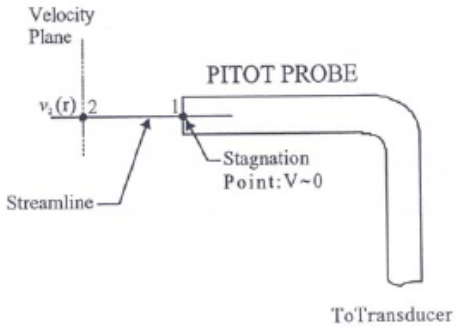 Velocity
Plane
PITOT PROBE
v₂(r) 2
1
Stagnation
Point: V~0
Streamline
ToTransducer